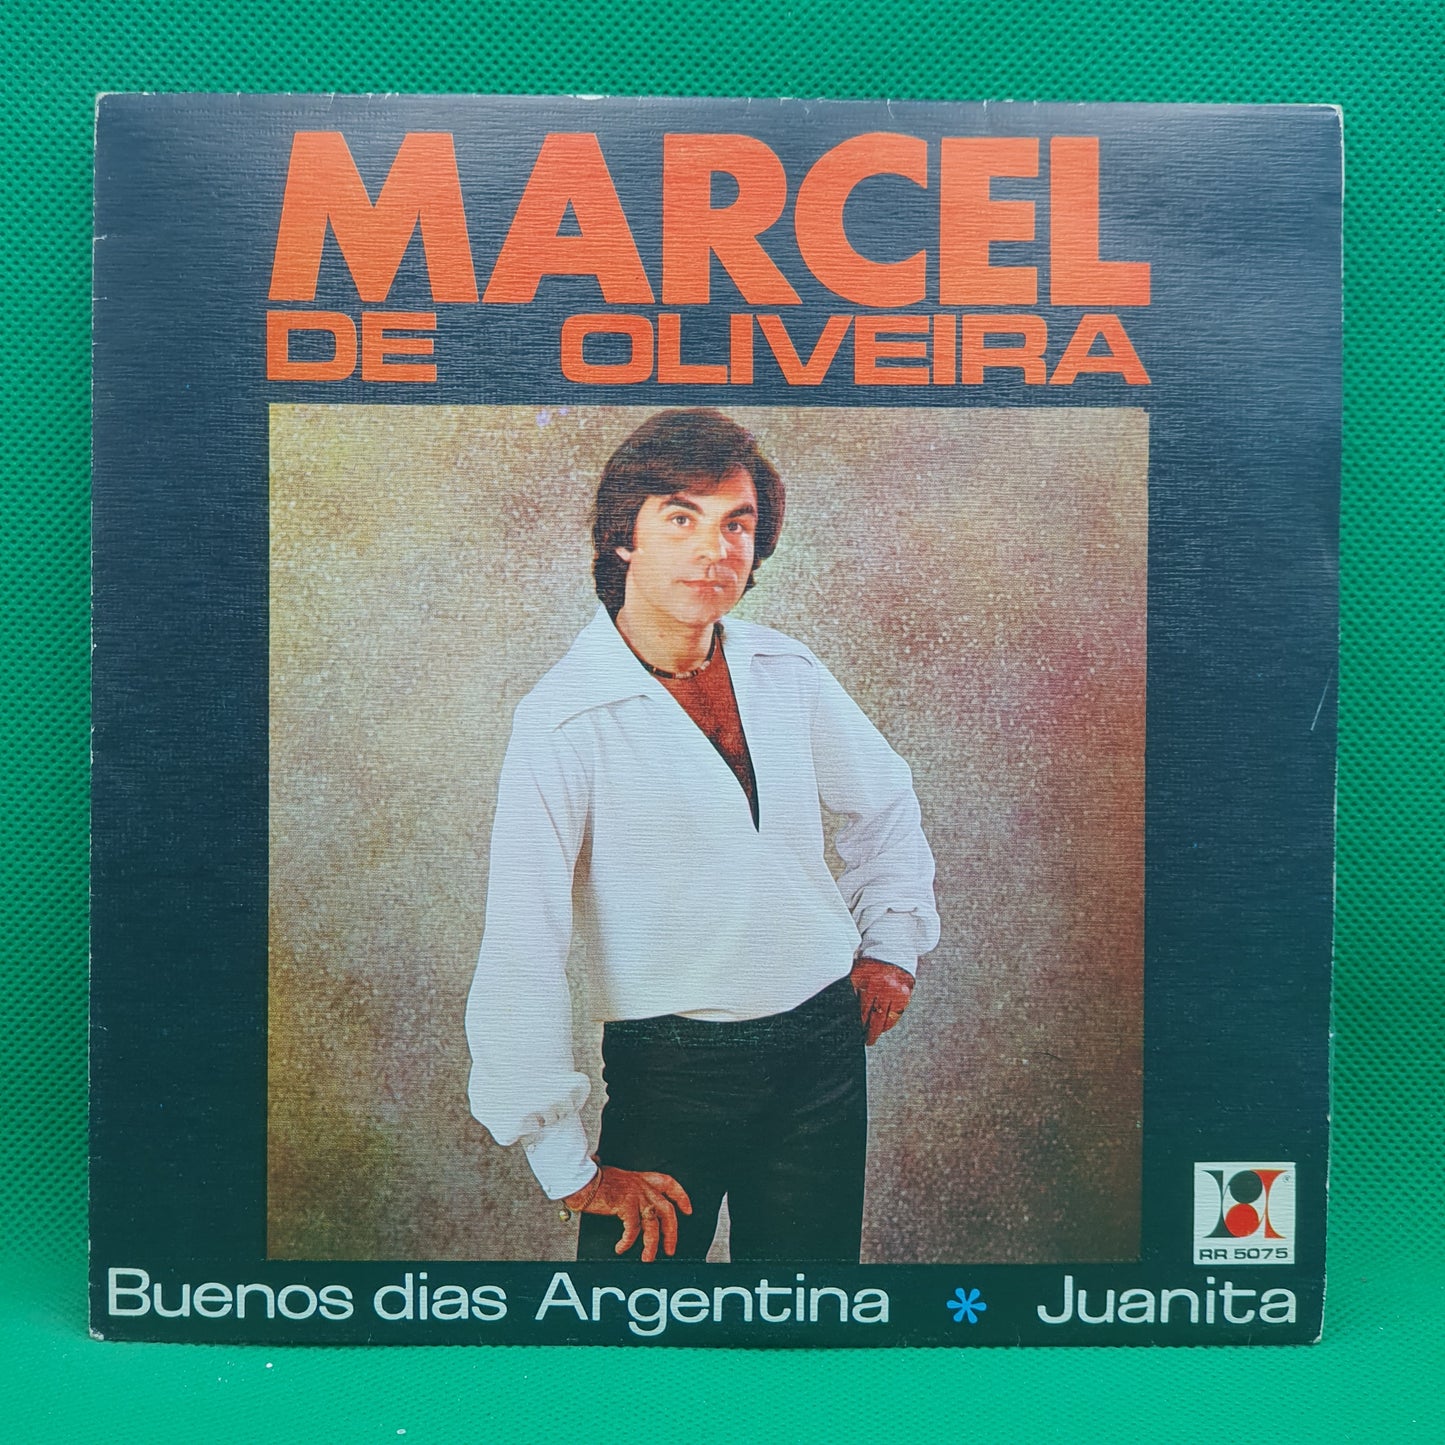 MARCEL
DE OLIVEIRA
RR 5075
Buenos dias Argentina * Juanita